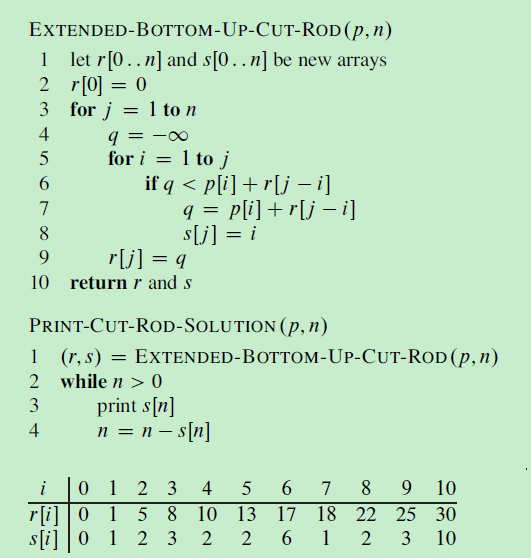 EXTENDED-BOTTOM-UP-CUT-ROD(p, n)
1 let r[0..n] and s[0..n] be new arrays
2 r[0] = 0
3 for j = 1 to n
4 q = −∞
5 for i = 1 to j
6 if q < p[i] + r[j − i]
7 q = p[i] + r[j − i]
8 s[j] = i
9 r[j] = q
10 return r and s
PRINT-CUT-ROD-SOLUTION(p, n)
1 (r, s) = EXTENDED-BOTTOM-UP-CUT-ROD(p, n)
2 while n > 0
3 print s[n]
4 n = n − s[n]
i 0 1 2 3 4 5 6 7 8 9 10
r[i] 0 1 5 8 10 13 17 18 22 25 30
s[i] 0 1 2 3 2 2 6 1 2 3 10